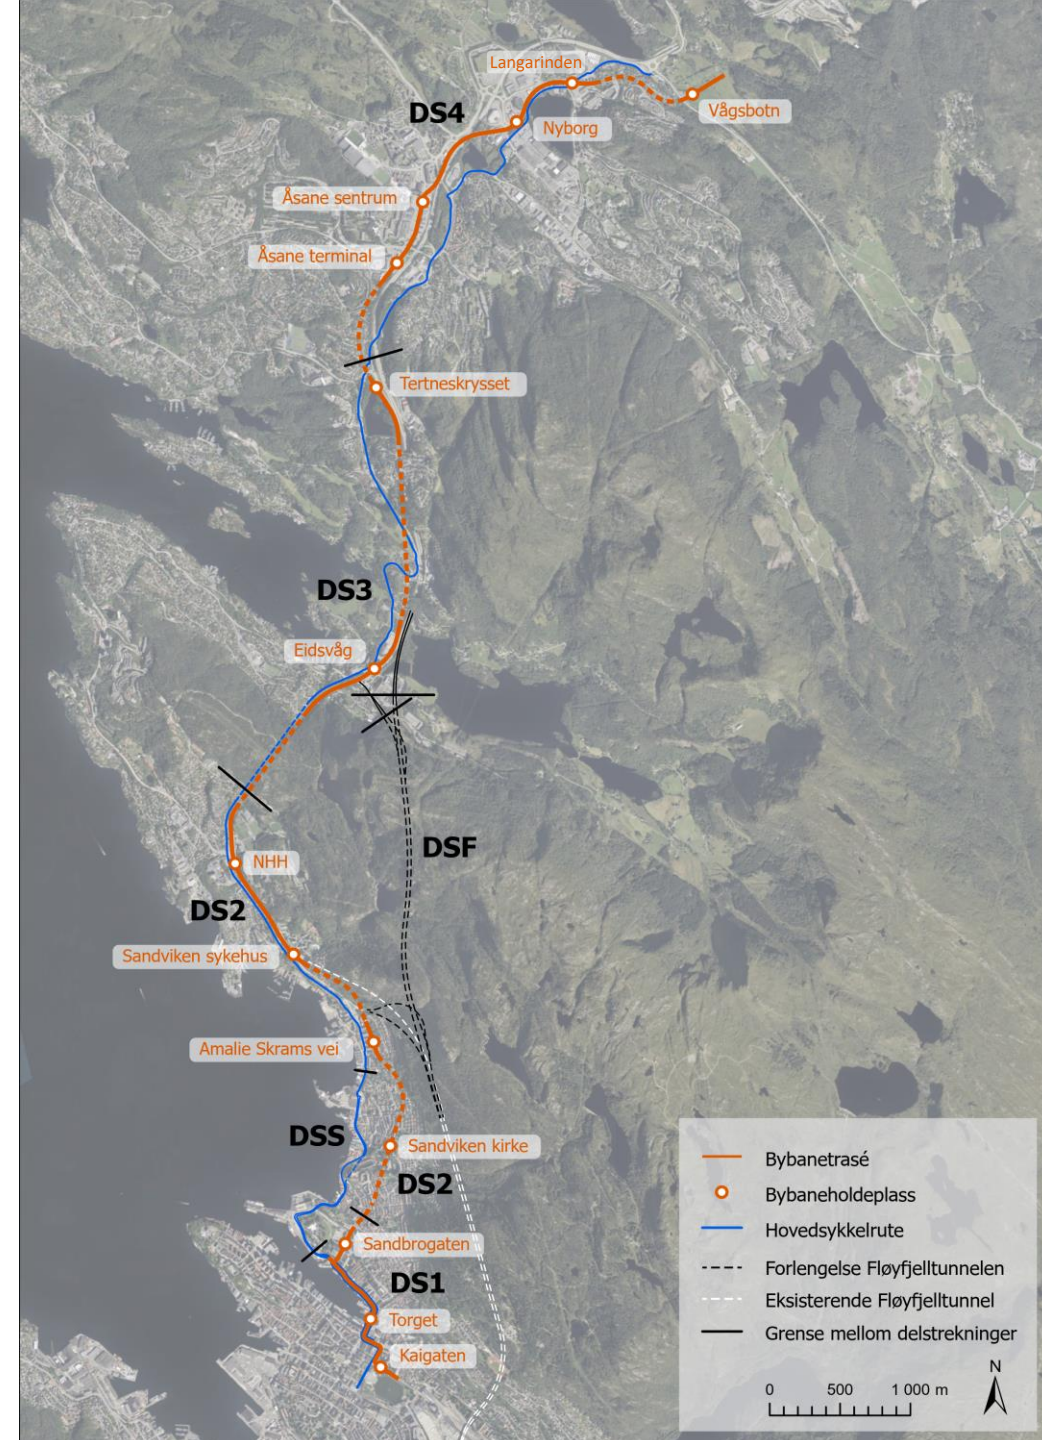 Langarinden
Vågsbotn
DS4
Nyborg
Åsane sentrum
Åsane terminal
Tertneskrysset
DS3
Eidsvåg
DSF
NHH
DS2
Sandviken sykehus
Amalie Skrams vei
DSS
Sandviken kirke
DS2
Sandbrogaten
DS1
Torget
Kaigaten
Bybanetrasé
Bybaneholdeplass
Hovedsykkelrute
Forlengelse Fløyfjelltunnelen
Eksisterende Fløyfjelltunnel
Grense mellom delstrekninger
N
0 500 1 000 m